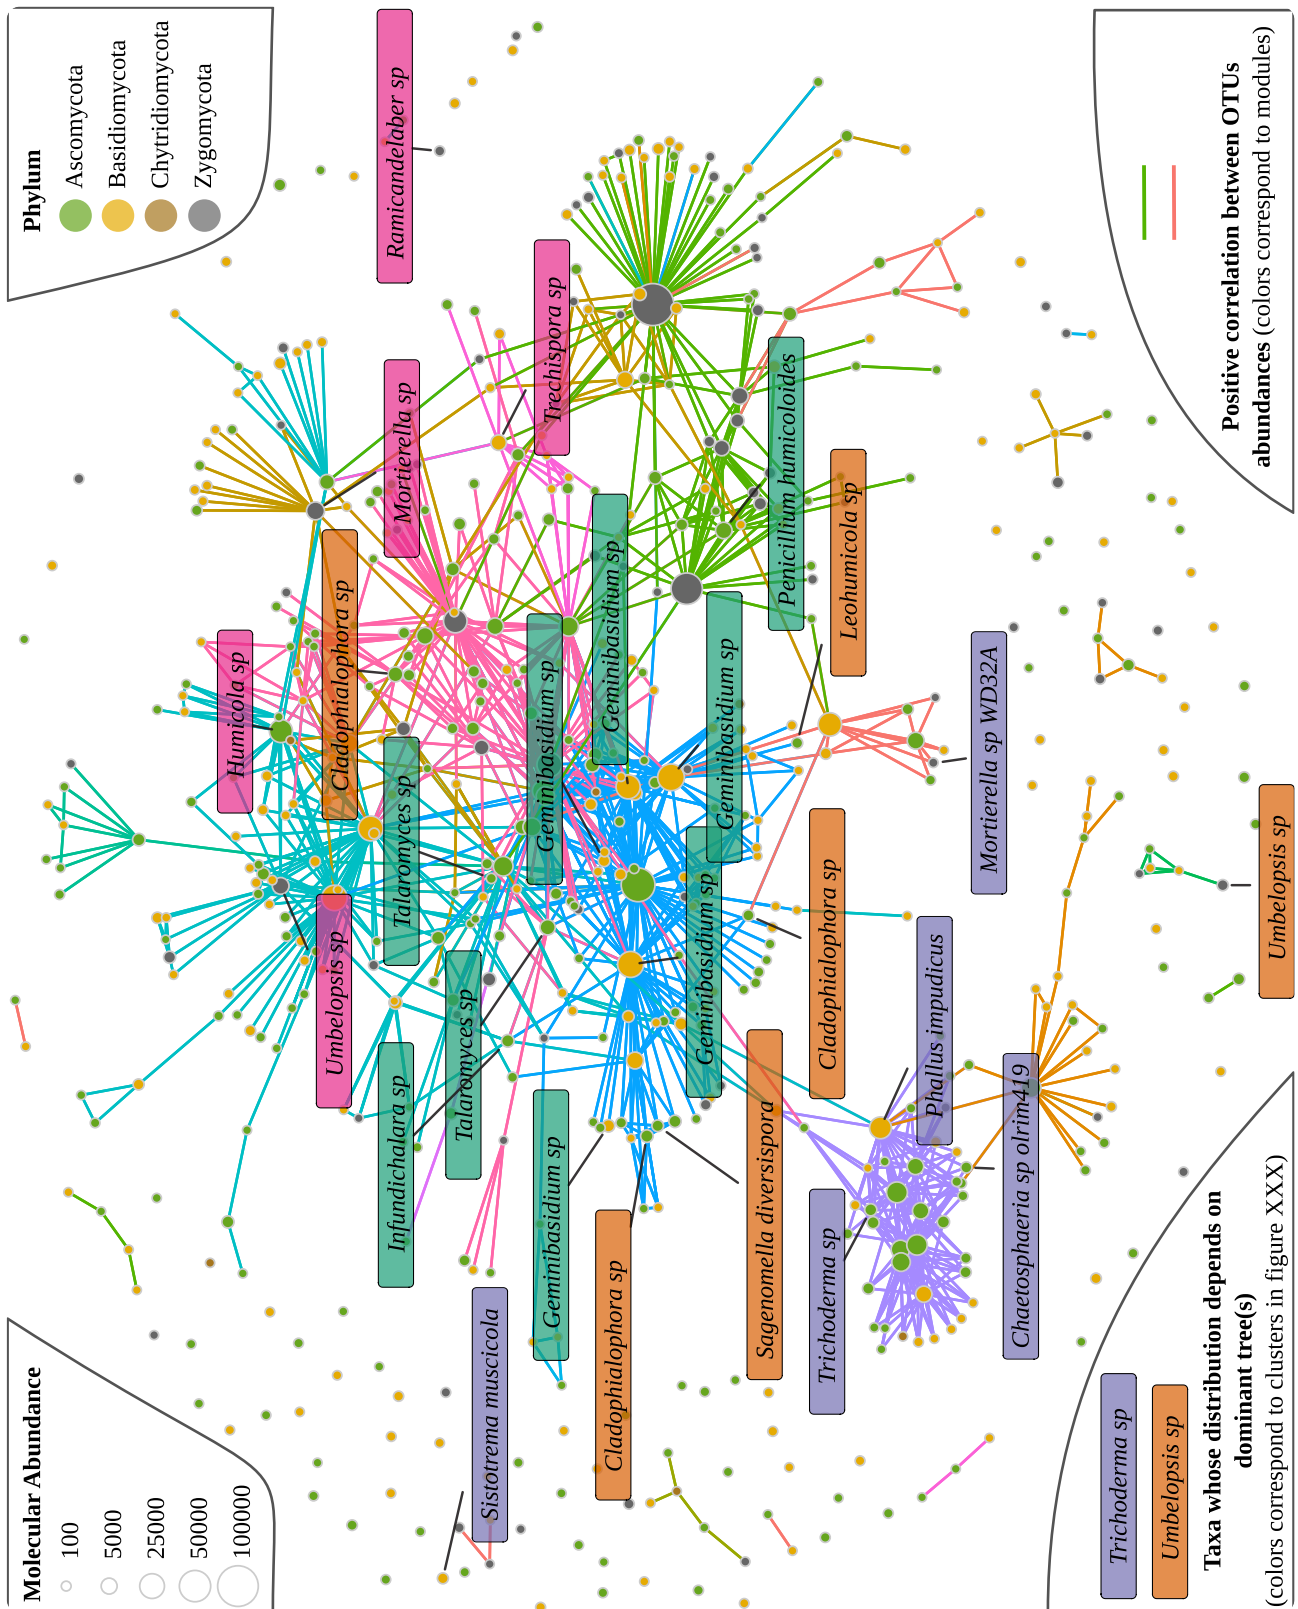 Molecular Abundance
100
5000
25000
50000
100000
Phylum
Ascomycota
Basidiomycota
Chytridiomycota
Zygomycota
Humicola sp
Umbelopsis sp
Cladophialophora sp
Ramicandelaber sp
Mortierella sp
Talaromyces sp
Infundichalara sp
Talaromyces sp
Sistotrema muscicola
Trechispora sp
Geminibasidium sp
Geminibasidium sp
Geminibasidium sp
Cladophialophora sp
Geminibasidium sp
Geminibasidium sp
Penicillium humicoloides
Sagenomella diversispora
Leohumicola sp
Cladophialophora sp
Trichoderma sp
Phallus impudicus
Mortierella sp WD32A
Chaetosphaeria sp olrim419
Umbelopsis sp
Trichoderma sp
Umbelopsis sp
Taxa whose distribution depends on
dominant tree(s)
(colors correspond to clusters in figure XXX)
Positive correlation between OTUs
abundances (colors correspond to modules)